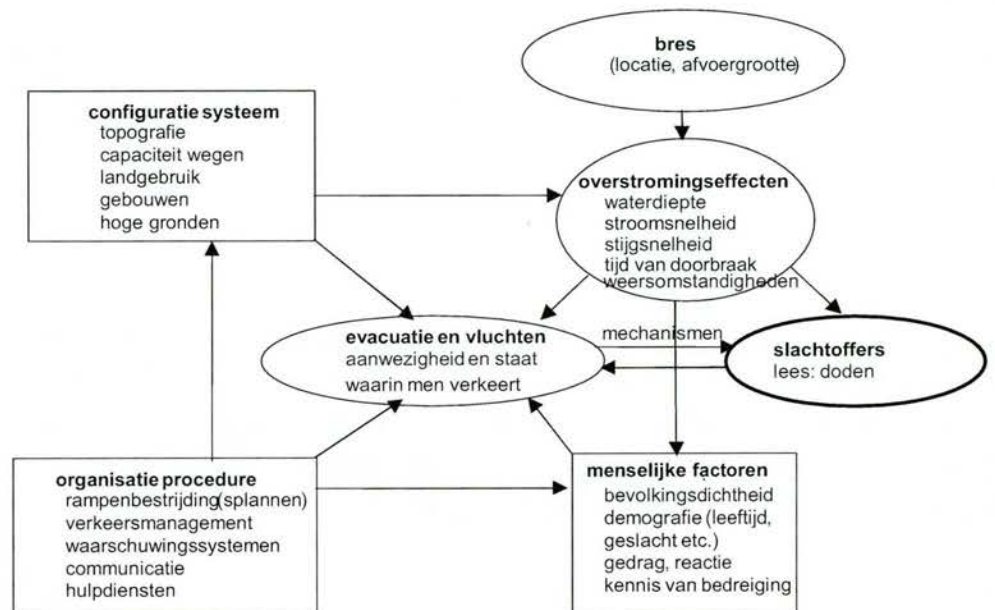 bres
(locatie, afvoergrootte)
configuratie systeem
topografie
capaciteit wegen
landgebruik
gebouwen
hoge gronden
overstromingseffecten
waterdiepte
stroomsnelheid
stijgsnelheid
tijd van doorbraak
weersomstandigheden
evacuatie en vluchten
aanwezigheid en staat
waarin men verkeert
mechanismen
slachtoffers
lees: doden
organisatie procedure
rampenbestrijding(splannen)
verkeersmanagement
waarschuwingssystemen
communicatie
hulpdiensten
menselijke factoren
bevolkingsdichtheid
demografie (leeftijd,
geslacht etc.)
gedrag, reactie
kennis van bedreiging